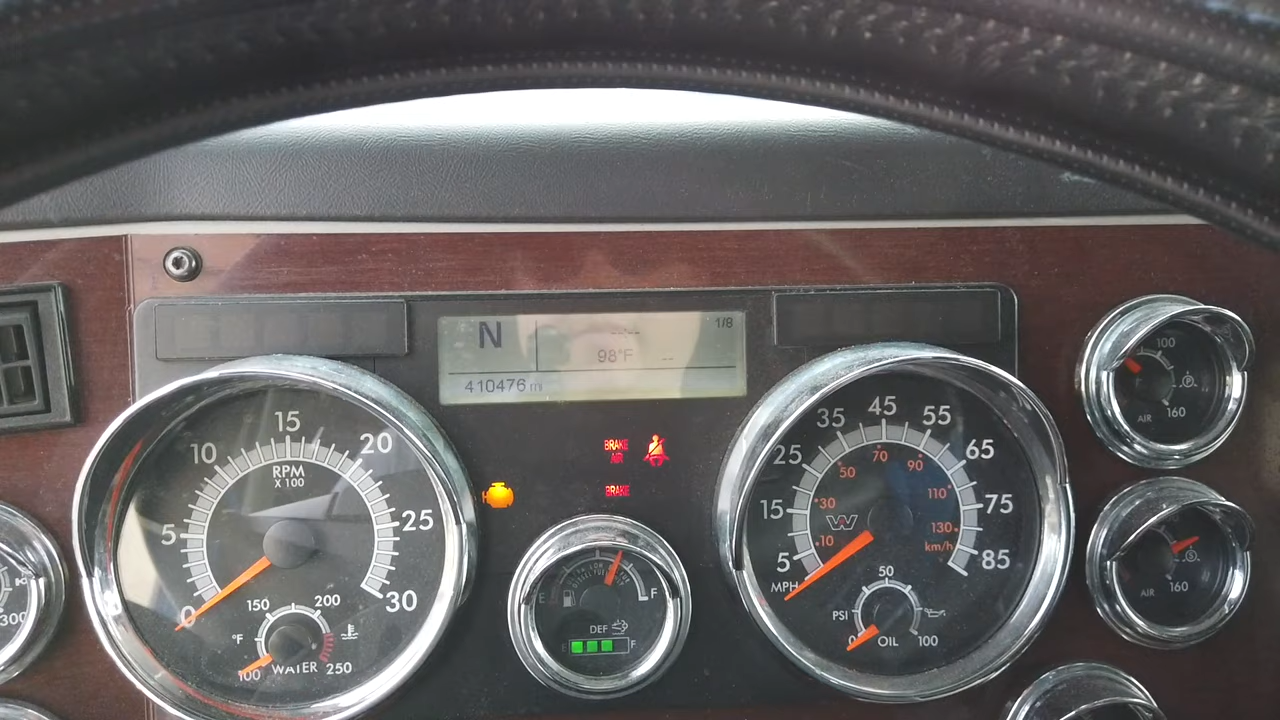 N
--:--
1/8
98°F --
410476 mi
BRAKE
AIR
BRAKE
0 5 10 15 20 25 30
RPM
X 100
°F 100 150 200 250
WATER
300
E F
DEF
E F
5 15 25 35 45 55 65 75 85
MPH
10 30 50 70 90 110 130
km/h
W
PSI 0 50 100
OIL
100
AIR 160
AIR 160